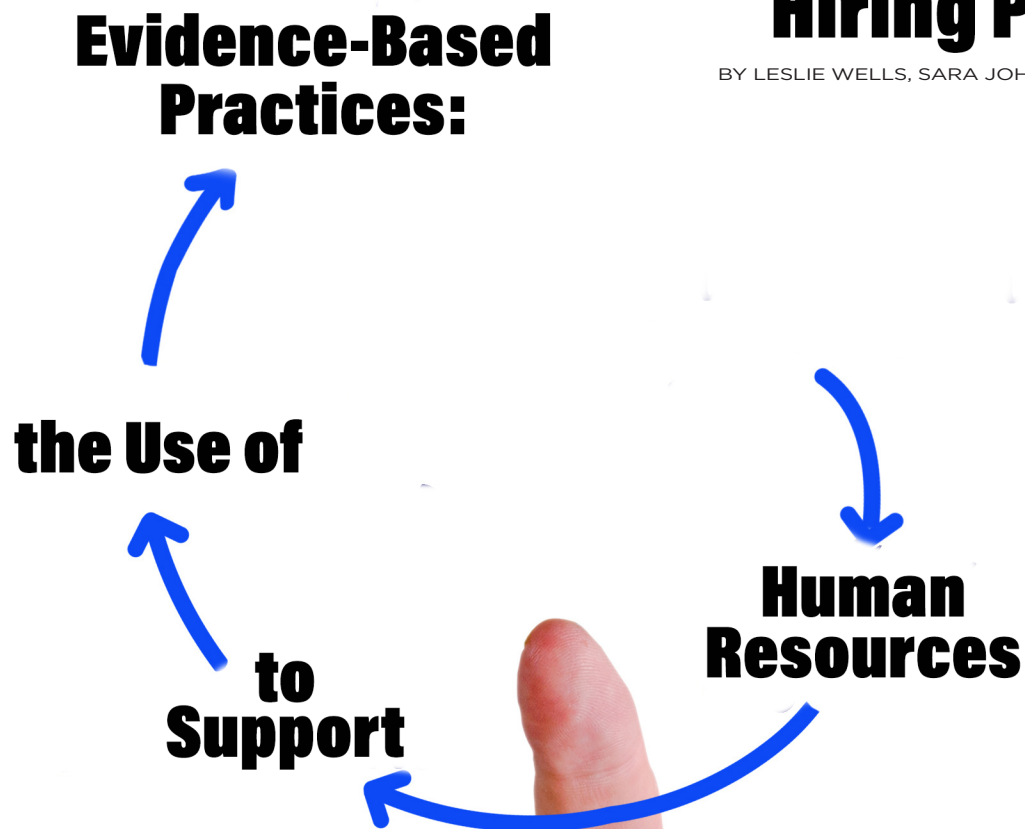 Evidence-Based
Practices:
Hiring P
BY LESLIE WELLS, SARA JOH
the Use of
Human
Resources
to
Support